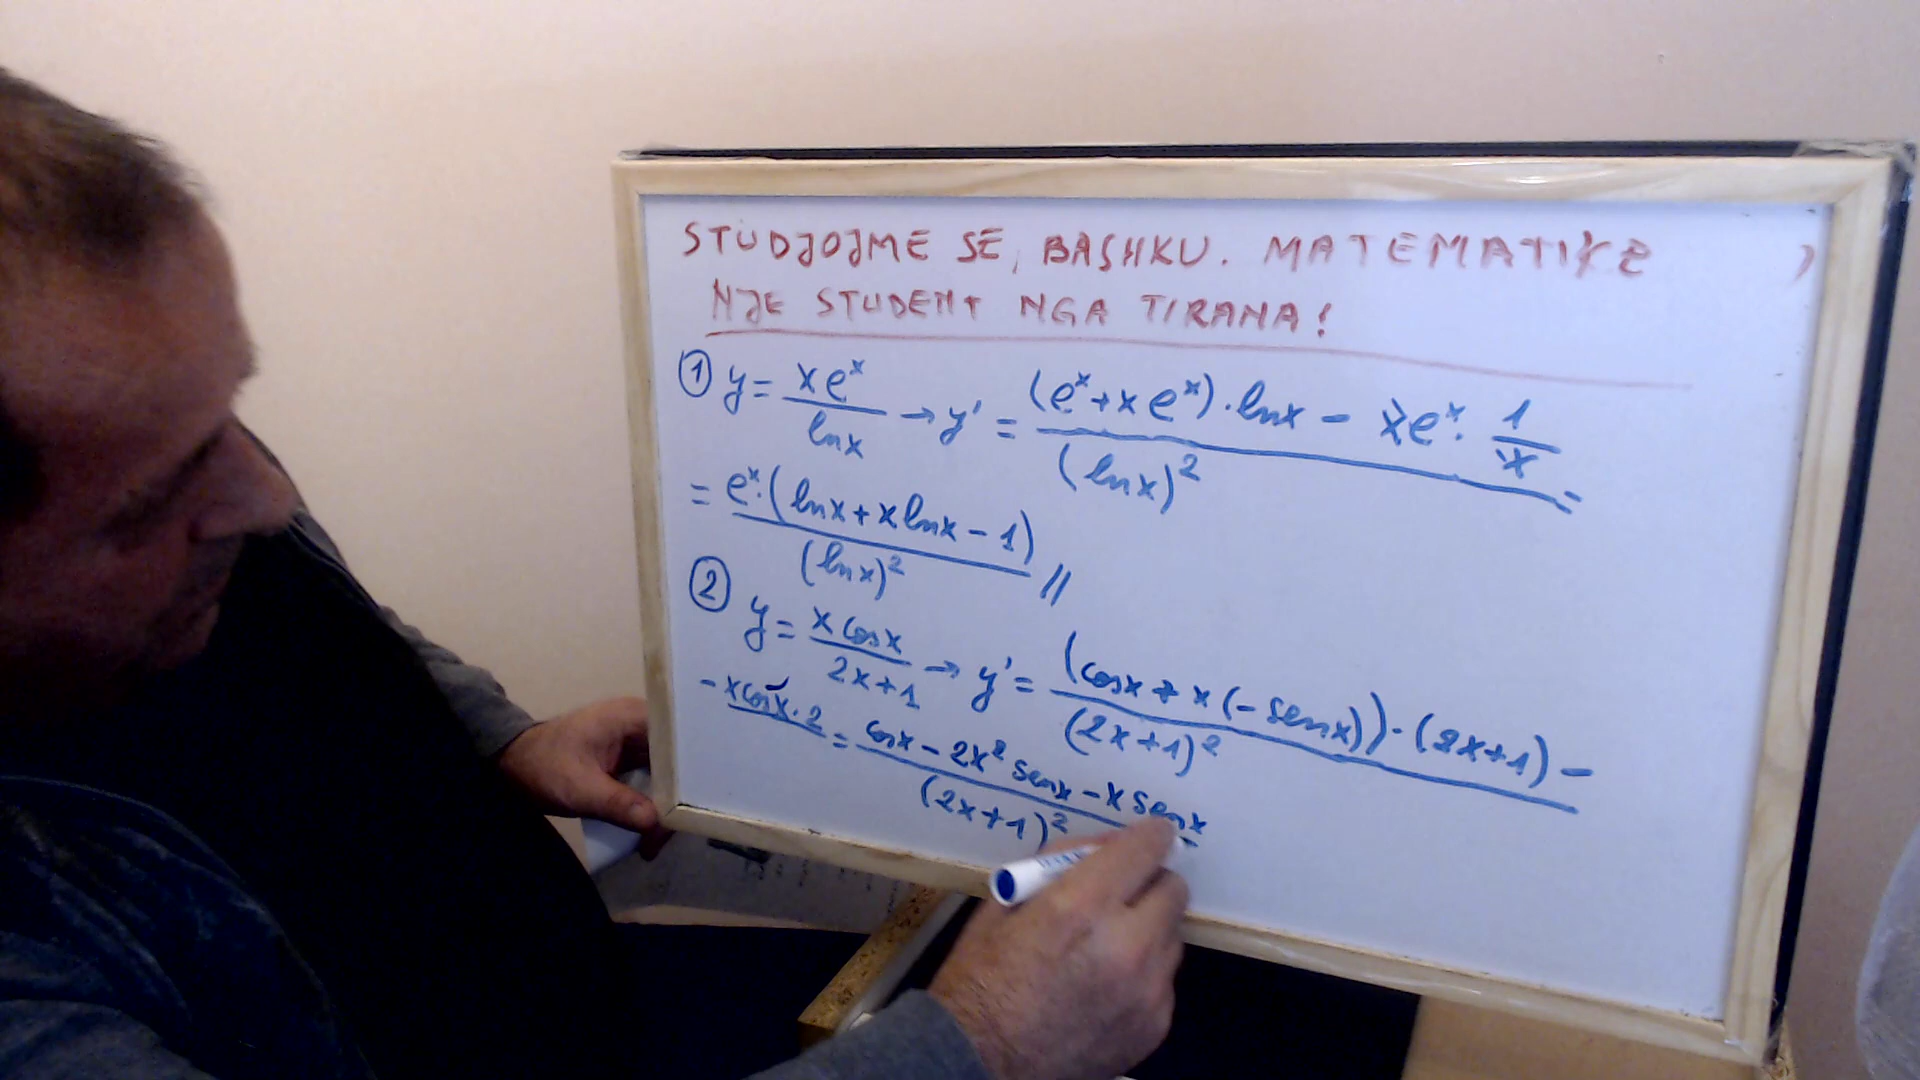 STUDJOJME SE, BASHKU. MATEMATIKE )
NJE STUDENT NGA TIRANA!
① y = xe^x / lnx → y' = (e^x + xe^x) · lnx - xe^x · 1/x / (lnx)^2 =
= e^x · (lnx + x lnx - 1) / (lnx)^2 //
② y = x cosx / 2x+1 → y' = (cosx + x(-senx)) · (2x+1) - / (2x+1)^2
- x cosx · 2 = cosx - 2x^2 senx - x senx / (2x+1)^2